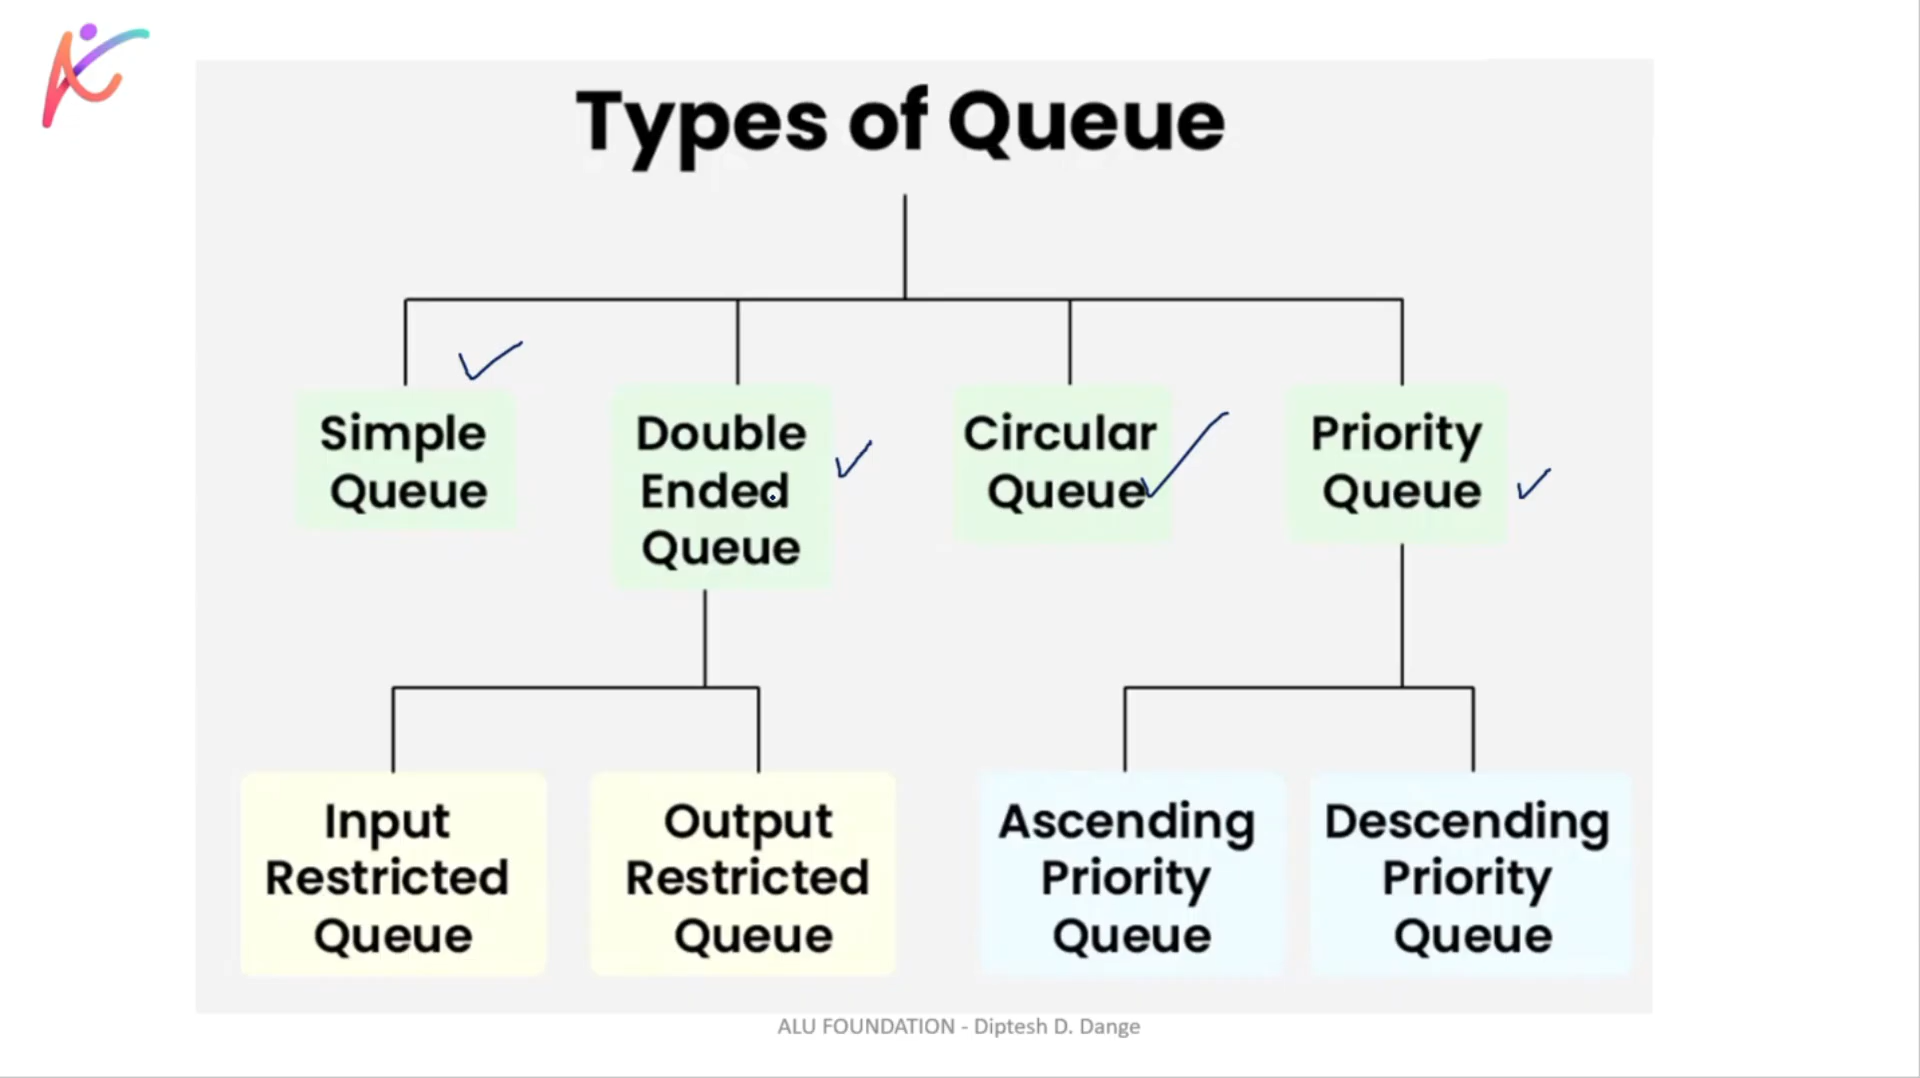 Types of Queue
Simple
Queue
Double
Ended
Queue
Circular
Queue
Priority
Queue
Input
Restricted
Queue
Output
Restricted
Queue
Ascending
Priority
Queue
Descending
Priority
Queue
ALU FOUNDATION - Diptesh D. Dange